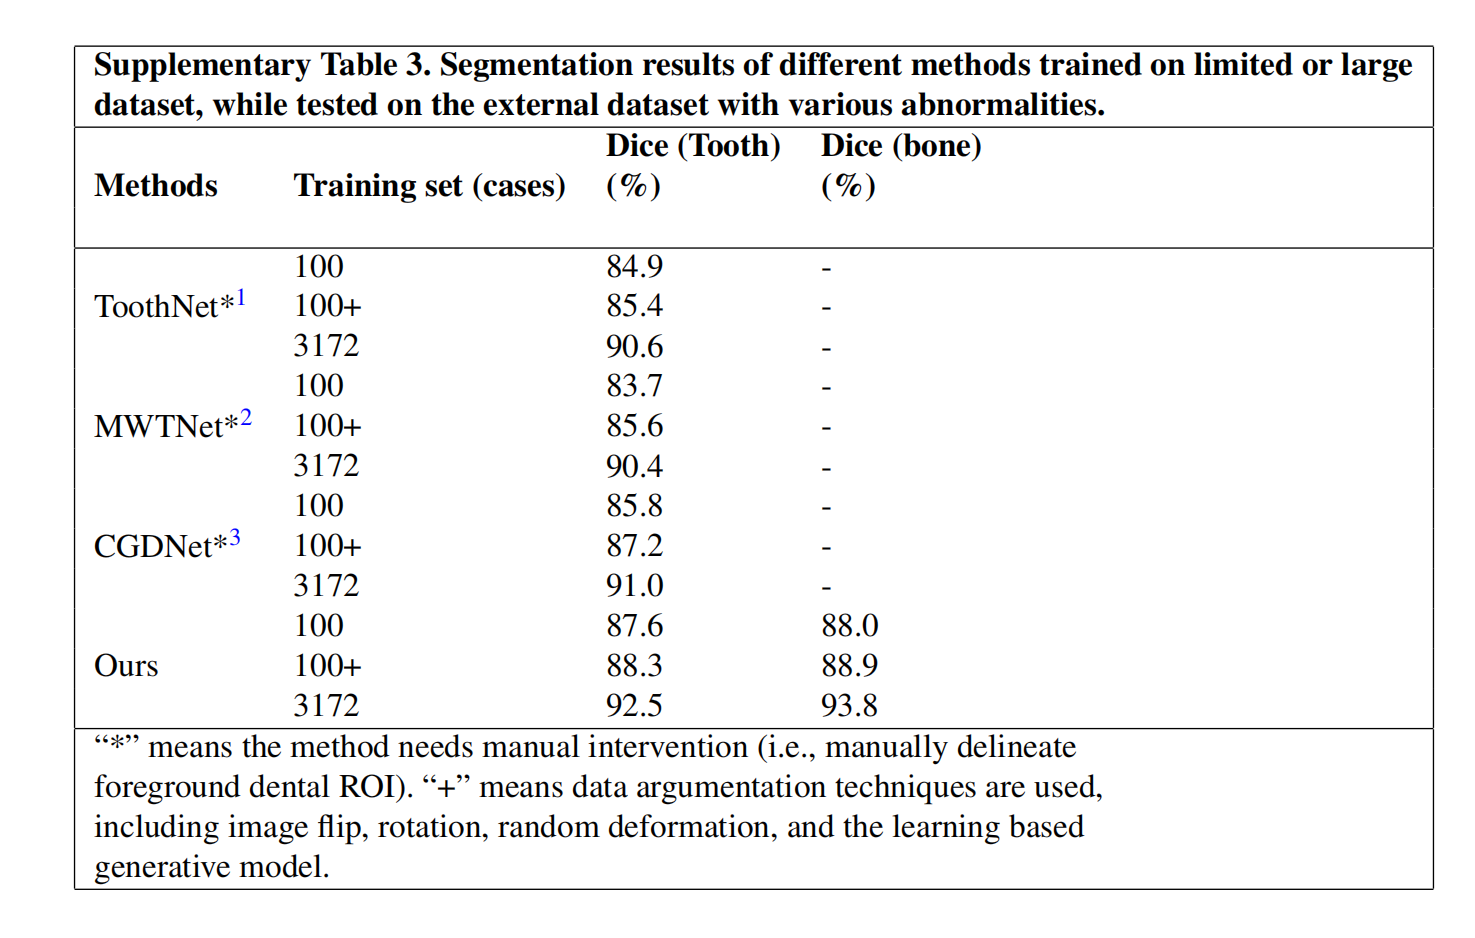 Supplementary Table 3. Segmentation results of different methods trained on limited or large
dataset, while tested on the external dataset with various abnormalities.
Dice (Tooth) Dice (bone)
Methods Training set (cases) (%) (%)
100 84.9 -
ToothNet*1 100+ 85.4 -
3172 90.6 -
100 83.7 -
MWTNet*2 100+ 85.6 -
3172 90.4 -
100 85.8 -
CGDNet*3 100+ 87.2 -
3172 91.0 -
100 87.6 88.0
Ours 100+ 88.3 88.9
3172 92.5 93.8
“*” means the method needs manual intervention (i.e., manually delineate
foreground dental ROI). “+” means data argumentation techniques are used,
including image flip, rotation, random deformation, and the learning based
generative model.